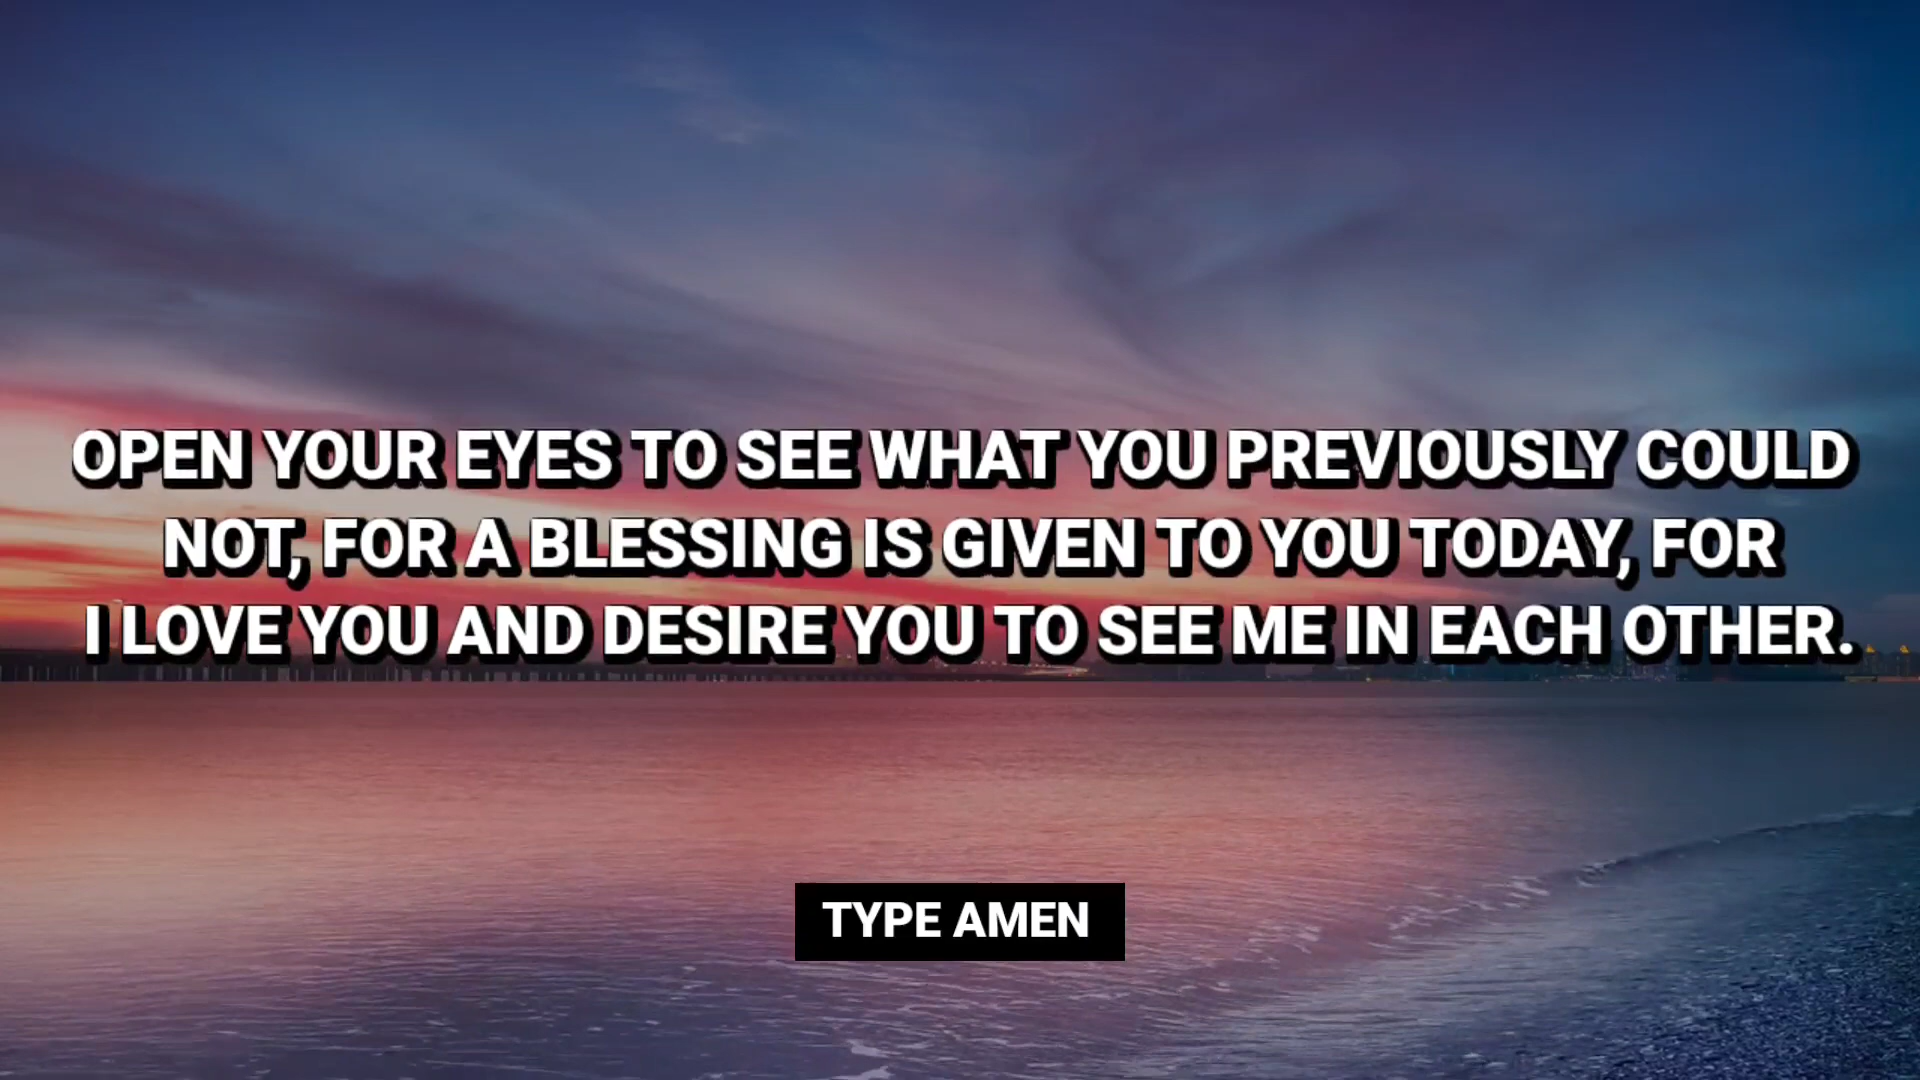 OPEN YOUR EYES TO SEE WHAT YOU PREVIOUSLY COULD
NOT, FOR A BLESSING IS GIVEN TO YOU TODAY, FOR
I LOVE YOU AND DESIRE YOU TO SEE ME IN EACH OTHER.
TYPE AMEN